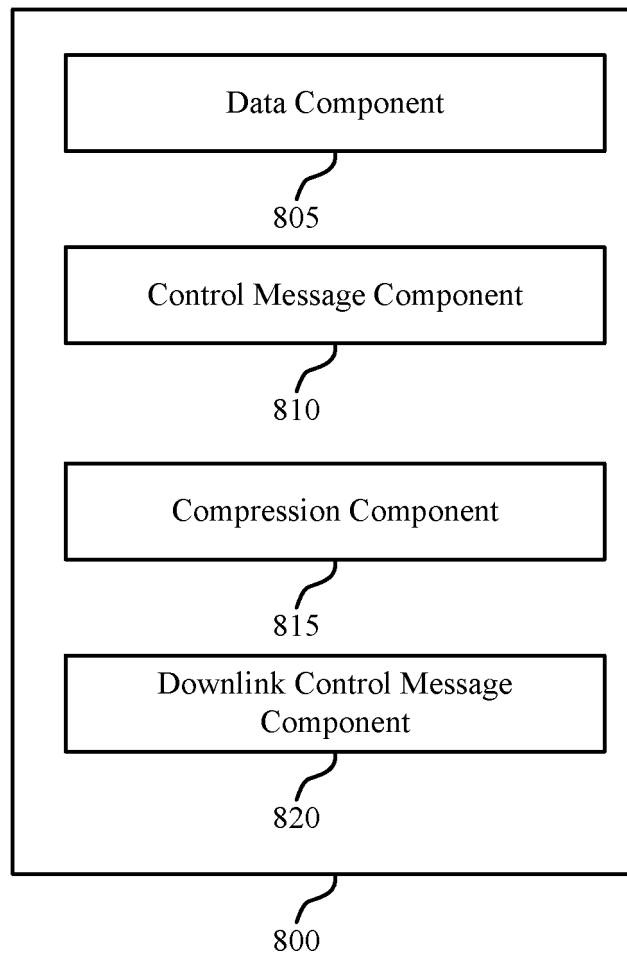 Data Component
805
Control Message Component
810
Compression Component
815
Downlink Control Message
Component
820
800